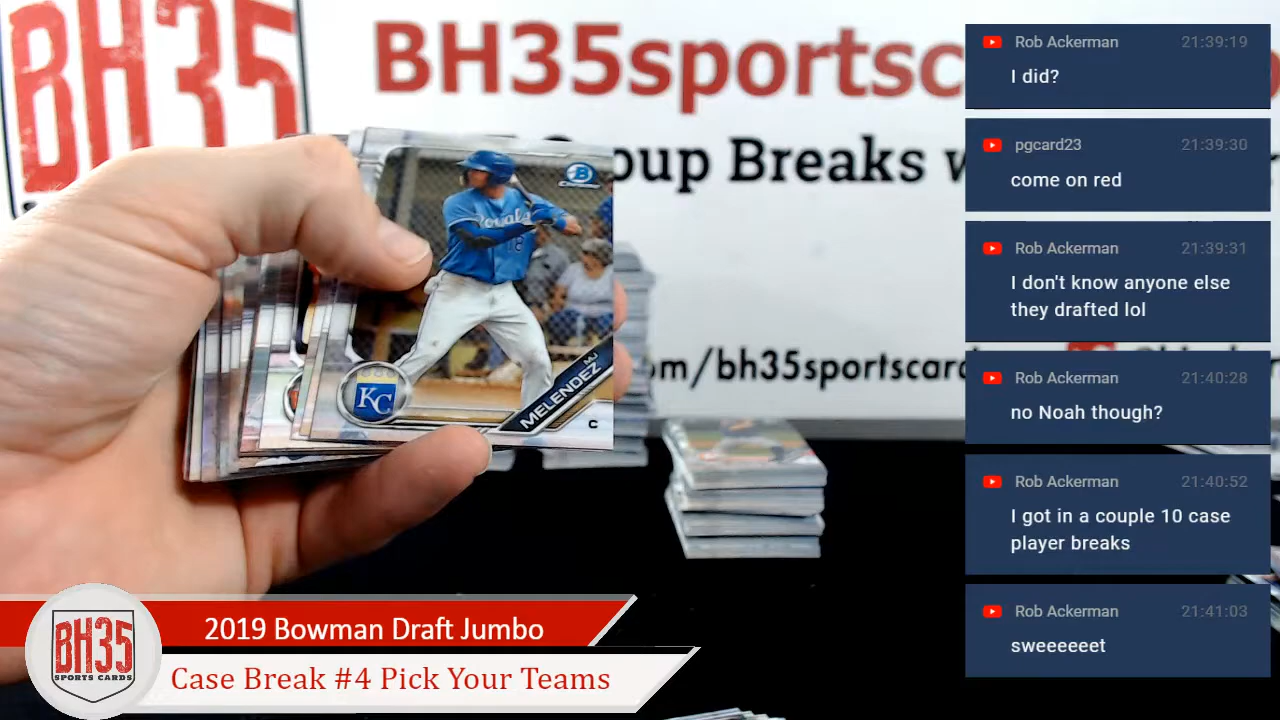 BH35
BH35sportsc
oup Breaks w
om/bh35sportscar
Royals
18
B
KC
MJ
MELENDEZ
C
Rob Ackerman 21:39:19
I did?
pgcard23 21:39:30
come on red
Rob Ackerman 21:39:31
I don't know anyone else
they drafted lol
Rob Ackerman 21:40:28
no Noah though?
Rob Ackerman 21:40:52
I got in a couple 10 case
player breaks
Rob Ackerman 21:41:03
sweeeeeet
BH35
SPORTS CARDS
2019 Bowman Draft Jumbo
Case Break #4 Pick Your Teams